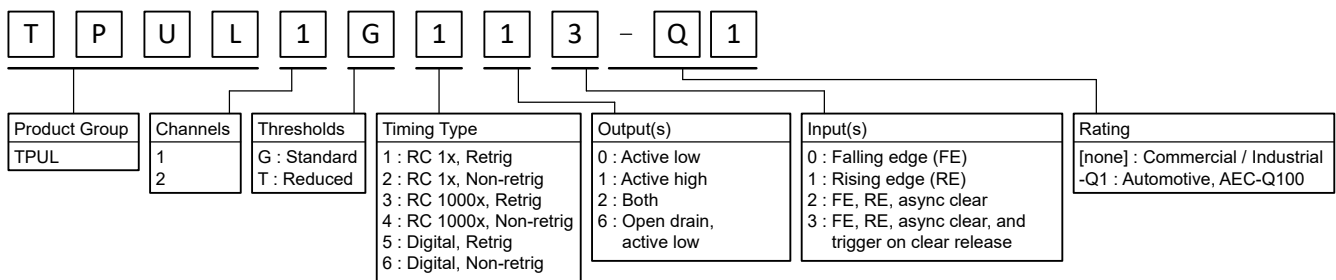 T P U L 1 G 1 1 3 – Q 1
Product Group
TPUL
Channels
1
2
Thresholds
G : Standard
T : Reduced
Timing Type
1 : RC 1x, Retrig
2 : RC 1x, Non-retrig
3 : RC 1000x, Retrig
4 : RC 1000x, Non-retrig
5 : Digital, Retrig
6 : Digital, Non-retrig
Output(s)
0 : Active low
1 : Active high
2 : Both
6 : Open drain,
active low
Input(s)
0 : Falling edge (FE)
1 : Rising edge (RE)
2 : FE, RE, async clear
3 : FE, RE, async clear, and
trigger on clear release
Rating
[none] : Commercial / Industrial
-Q1 : Automotive, AEC-Q100